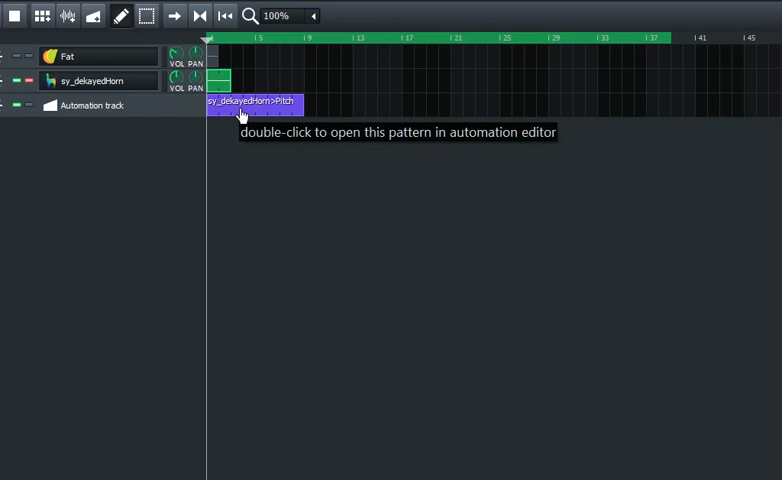 100%
5 9 13 17 21 25 29 33 37 41 45
Fat
VOL PAN
sy_dekayedHorn
VOL PAN
Automation track
sy_dekayedHorn>Pitch
double-click to open this pattern in automation editor